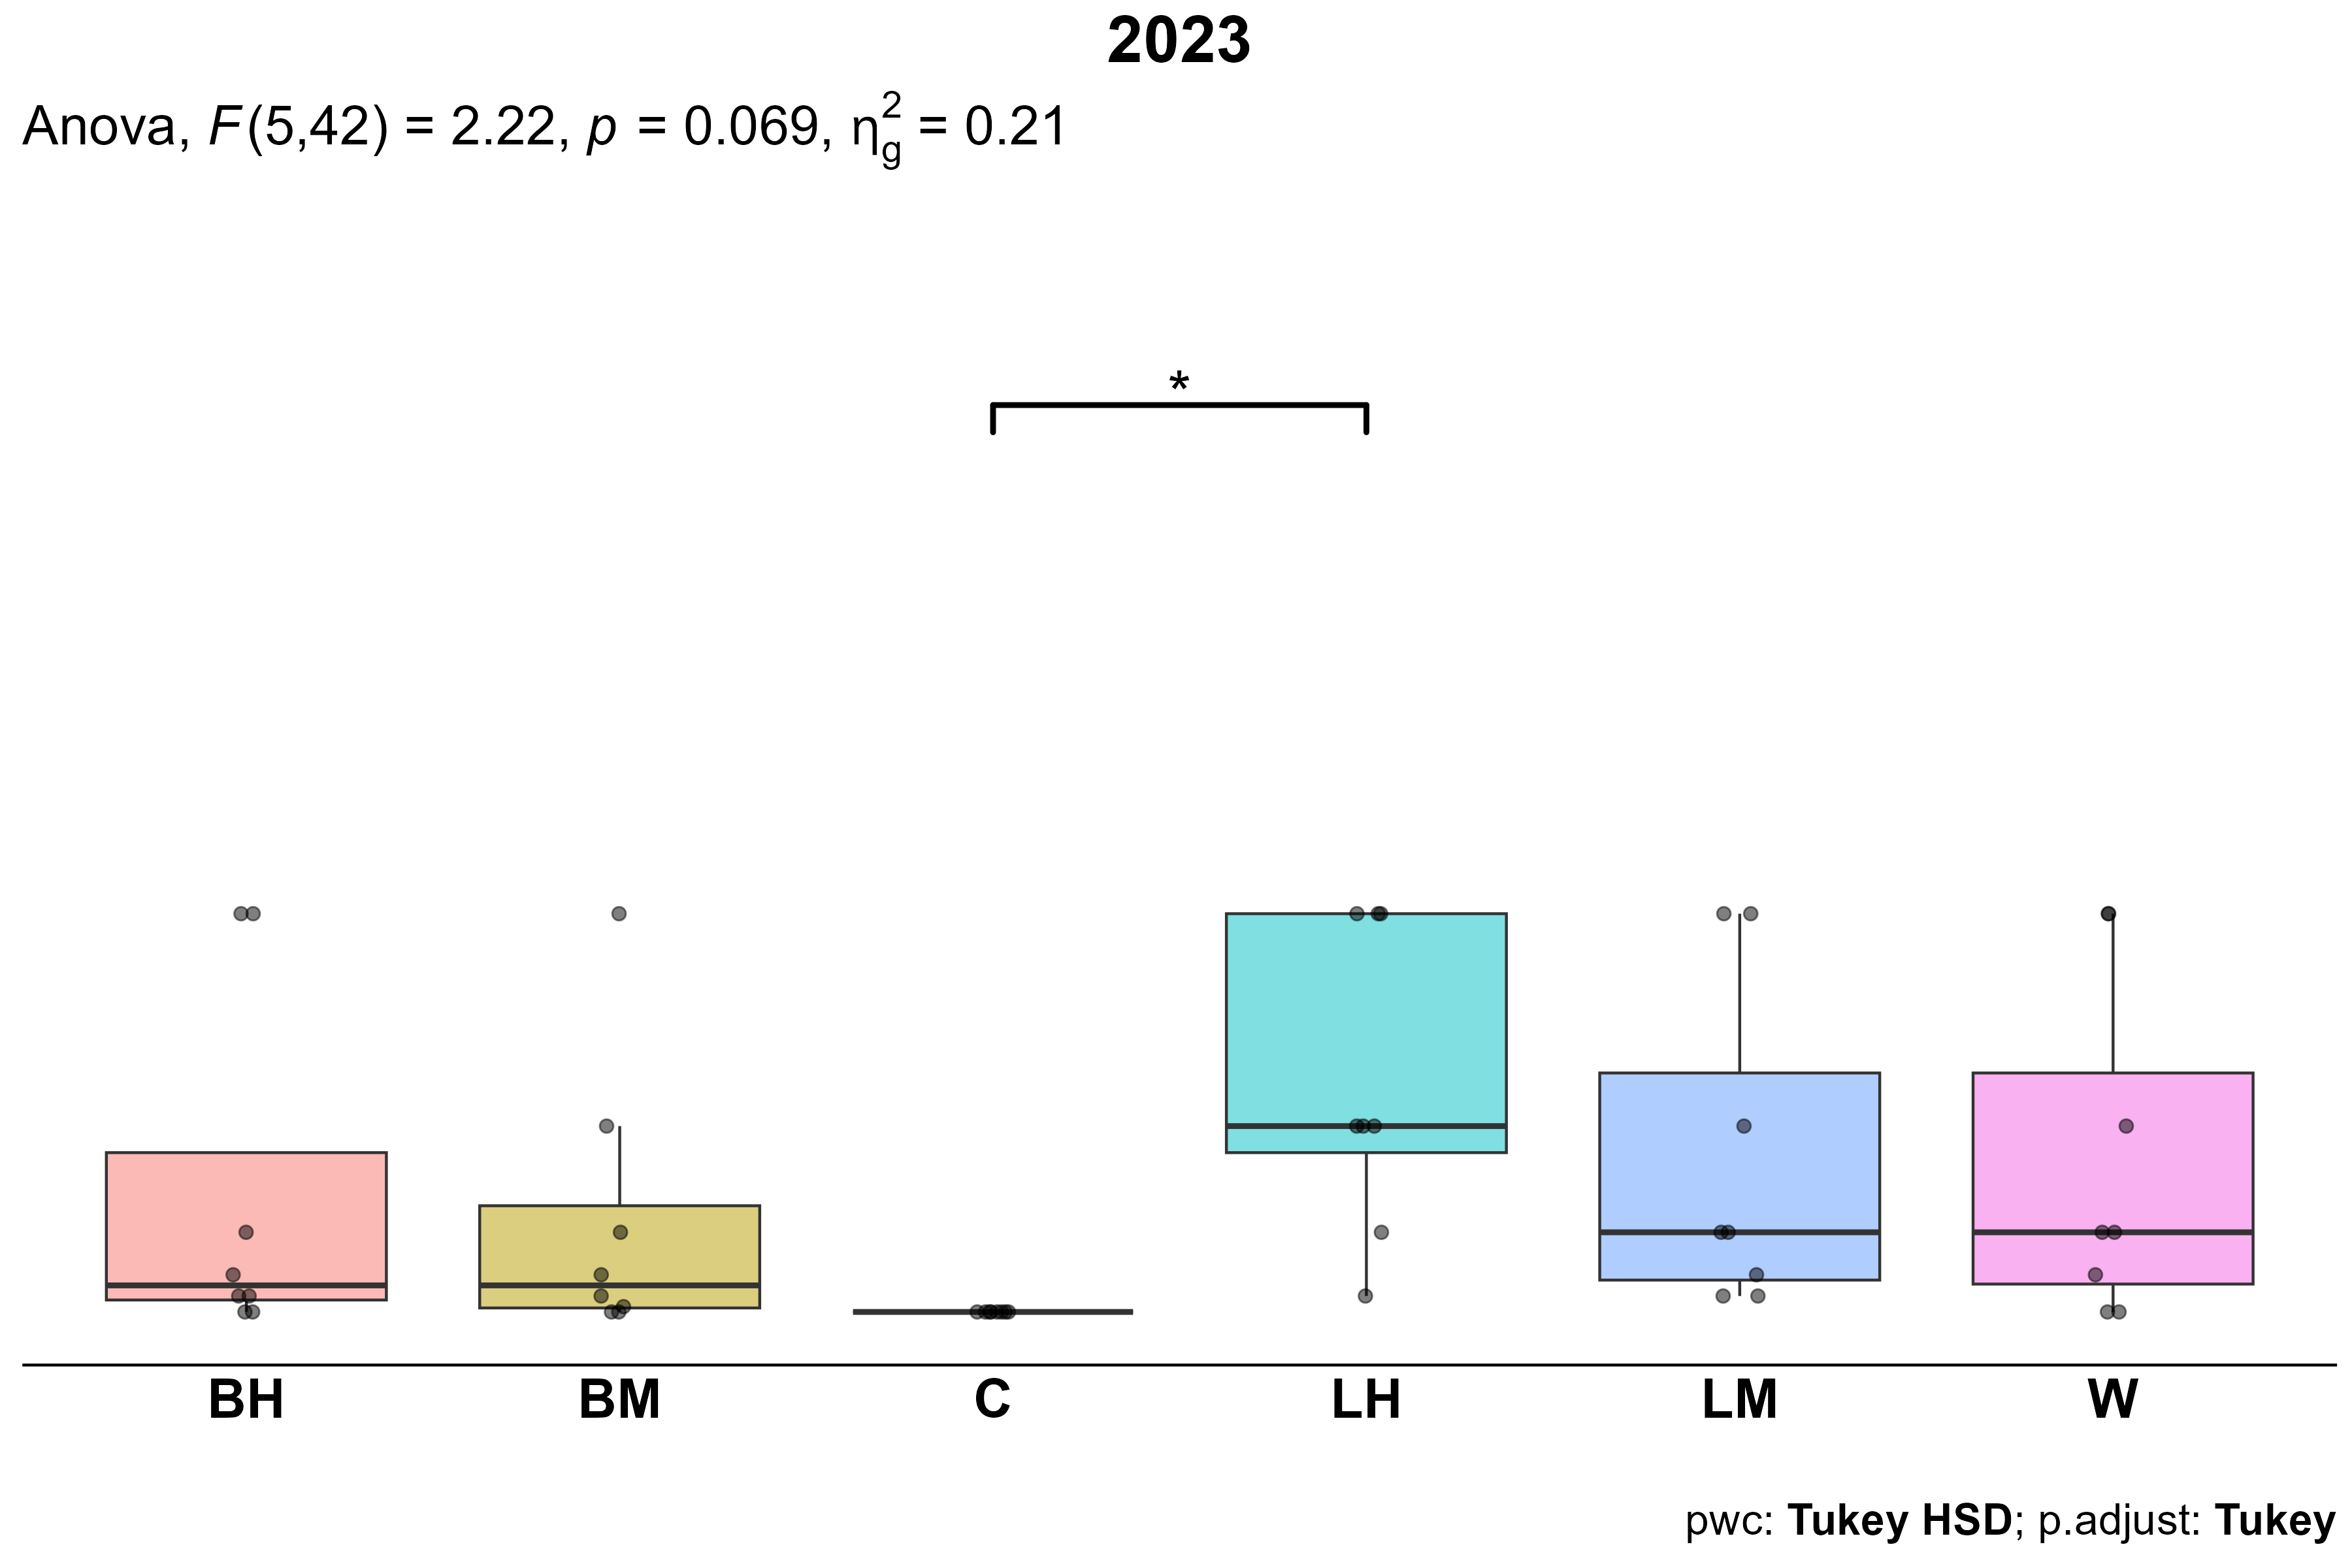 2023
Anova, F(5,42) = 2.22, p = 0.069, η²g = 0.21
*
BH BM C LH LM W
pwc: Tukey HSD; p.adjust: Tukey